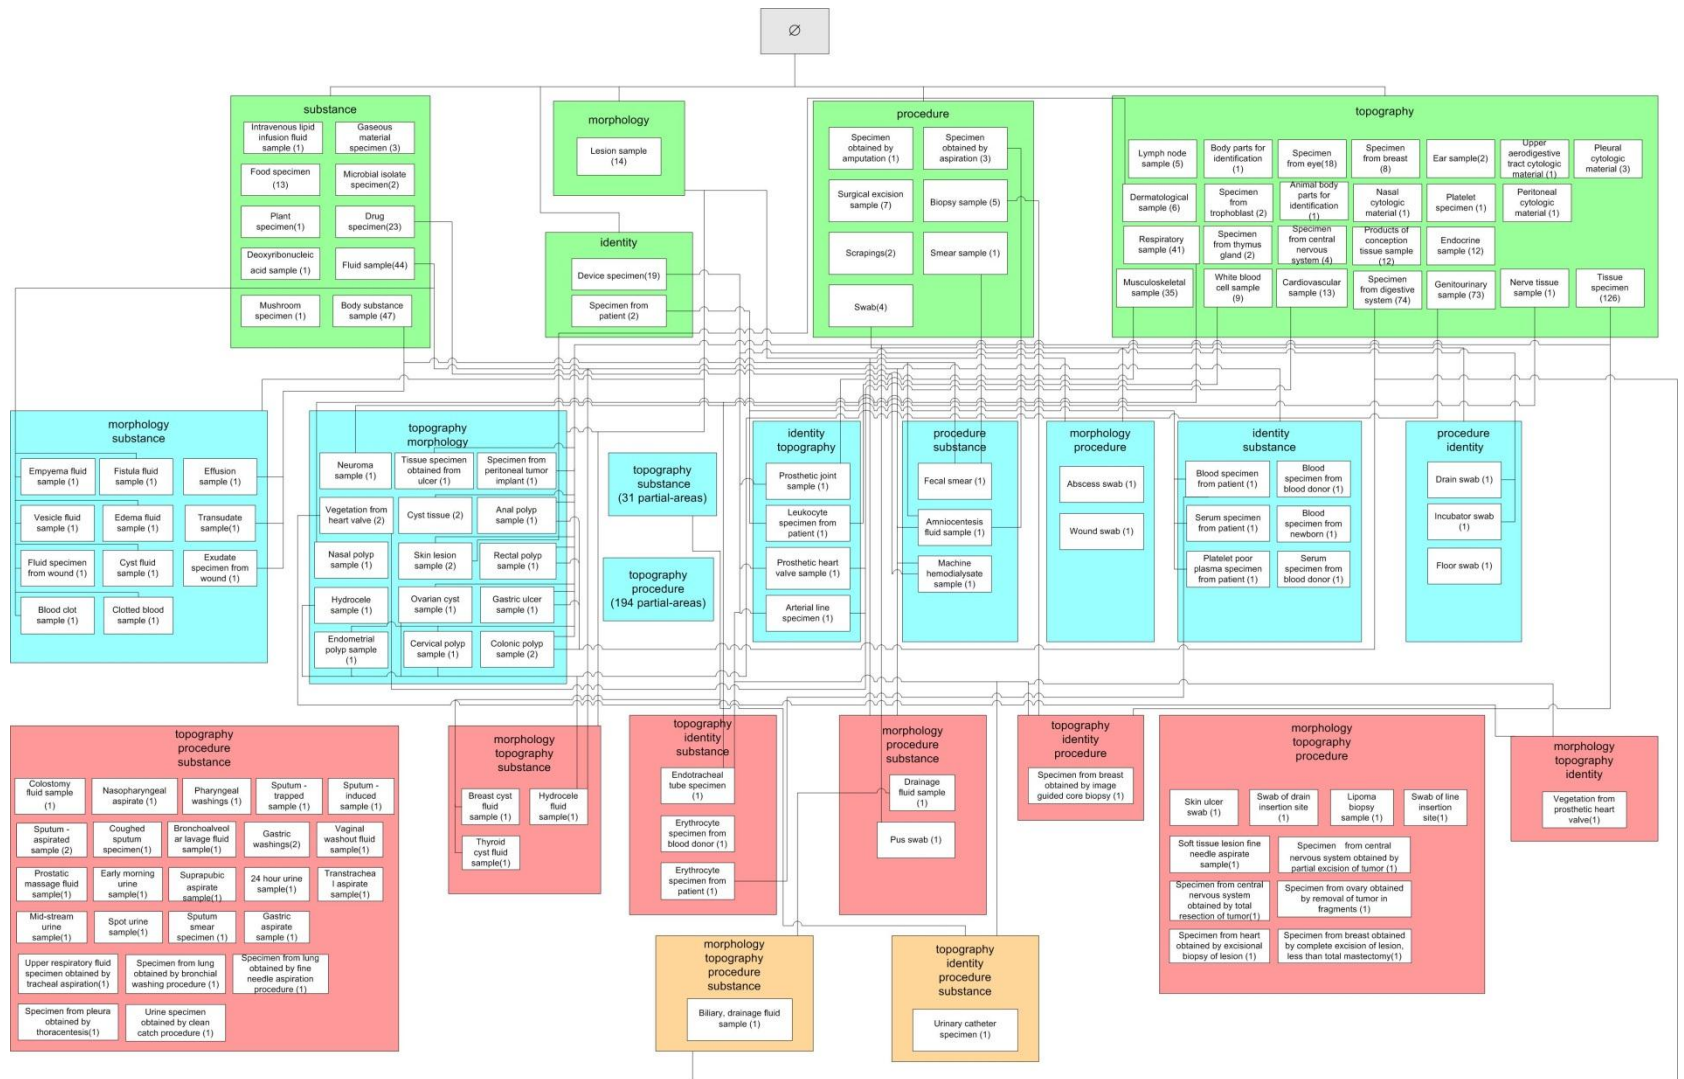 ∅
substance
Intravenous lipid
infusion fluid
sample (1)
Gaseous
material
specimen (3)
Food specimen
(13)
Microbial isolate
specimen(2)
Plant
specimen(1)
Drug
specimen(23)
Deoxyribonucleic
acid sample (1)
Fluid sample(44)
Mushroom
specimen (1)
Body substance
sample (47)
morphology
Lesion sample
(14)
identity
Device specimen(19)
Specimen from
patient (2)
procedure
Specimen
obtained by
amputation (1)
Specimen
obtained by
aspiration (3)
Surgical excision
sample (7)
Biopsy sample (5)
Scrapings(2)
Smear sample (1)
Swab(4)
topography
Lymph node
sample (5)
Body parts for
identification
(1)
Specimen
from eye(18)
Specimen
from breast
(8)
Ear sample(2)
Upper
aerodigestive
tract cytologic
material (1)
Pleural
cytologic
material (3)
Dermatological
sample (6)
Specimen
from
trophoblast (2)
Animal body
parts for
identification
(1)
Nasal
cytologic
material (1)
Platelet
specimen (1)
Peritoneal
cytologic
material (1)
Respiratory
sample (41)
Specimen
from thymus
gland (2)
Specimen
from central
nervous
system (4)
Products of
conception
tissue sample
(12)
Endocrine
sample (12)
Musculoskeletal
sample (35)
White blood
cell sample
(9)
Cardiovascular
sample (13)
Specimen
from digestive
system (74)
Genitourinary
sample (73)
Nerve tissue
sample (1)
Tissue
specimen
(126)
morphology
substance
Empyema fluid
sample (1)
Fistula fluid
sample (1)
Effusion
sample (1)
Vesicle fluid
sample (1)
Edema fluid
sample (1)
Transudate
sample(1)
Fluid specimen
from wound (1)
Cyst fluid
sample (1)
Exudate
specimen from
wound (1)
Blood clot
sample (1)
Clotted blood
sample (1)
topography
morphology
Neuroma
sample (1)
Tissue specimen
obtained from
ulcer (1)
Specimen from
peritoneal tumor
implant (1)
Vegetation from
heart valve (2)
Cyst tissue (2)
Anal polyp
sample (1)
Nasal polyp
sample (1)
Skin lesion
sample (2)
Rectal polyp
sample (1)
Hydrocele
sample (1)
Ovarian cyst
sample (1)
Gastric ulcer
sample (1)
Endometrial
polyp sample
(1)
Cervical polyp
sample (1)
Colonic polyp
sample (2)
topography
substance
(31 partial-areas)
topography
procedure
(194 partial-areas)
identity
topography
Prosthetic joint
sample (1)
Leukocyte
specimen from
patient (1)
Prosthetic heart
valve sample (1)
Arterial line
specimen (1)
procedure
substance
Fecal smear (1)
Amniocentesis
fluid sample (1)
Machine
hemodialysate
sample (1)
morphology
procedure
Abscess swab (1)
Wound swab (1)
identity
substance
Blood specimen
from patient (1)
Blood
specimen from
blood donor (1)
Serum specimen
from patient (1)
Blood
specimen from
newborn (1)
Platelet poor
plasma specimen
from patient (1)
Serum
specimen from
blood donor (1)
procedure
identity
Drain swab (1)
Incubator swab
(1)
Floor swab (1)
topography
procedure
substance
Colostomy
fluid sample
(1)
Nasopharyngeal
aspirate (1)
Pharyngeal
washings (1)
Sputum -
trapped
sample (1)
Sputum -
induced
sample (1)
Sputum -
aspirated
sample (2)
Coughed
sputum
specimen(1)
Bronchoalveol
ar lavage fluid
sample(1)
Gastric
washings(2)
Vaginal
washout fluid
sample(1)
Prostatic
massage fluid
sample(1)
Early morning
urine
sample(1)
Suprapubic
aspirate
sample(1)
24 hour urine
sample(1)
Transtrachea
l aspirate
sample(1)
Mid-stream
urine
sample(1)
Spot urine
sample(1)
Sputum
smear
specimen (1)
Gastric
aspirate
sample (1)
Upper respiratory fluid
specimen obtained by
tracheal aspiration(1)
Specimen from lung
obtained by bronchial
washing procedure (1)
Specimen from lung
obtained by fine
needle aspiration
procedure (1)
Specimen from pleura
obtained by
thoracentesis(1)
Urine specimen
obtained by clean
catch procedure (1)
morphology
topography
substance
Breast cyst
fluid
sample (1)
Hydrocele
fluid
sample(1)
Thyroid
cyst fluid
sample(1)
topography
identity
substance
Endotracheal
tube specimen
(1)
Erythrocyte
specimen from
blood donor (1)
Erythrocyte
specimen from
patient (1)
morphology
procedure
substance
Drainage
fluid sample
(1)
Pus swab (1)
topography
identity
procedure
Specimen from breast
obtained by image
guided core biopsy (1)
morphology
topography
procedure
Skin ulcer
swab (1)
Swab of drain
insertion site
(1)
Lipoma
biopsy
sample (1)
Swab of line
insertion
site(1)
Soft tissue lesion fine
needle aspirate
sample(1)
Specimen from central
nervous system obtained by
partial excision of tumor (1)
Specimen from central
nervous system
obtained by total
resection of tumor(1)
Specimen from ovary obtained
by removal of tumor in
fragments (1)
Specimen from heart
obtained by excisional
biopsy of lesion (1)
Specimen from breast obtained
by complete excision of lesion,
less than total mastectomy(1)
morphology
topography
identity
Vegetation from
prosthetic heart
valve(1)
morphology
topography
procedure
substance
Biliary, drainage fluid
sample (1)
topography
identity
procedure
substance
Urinary catheter
specimen (1)